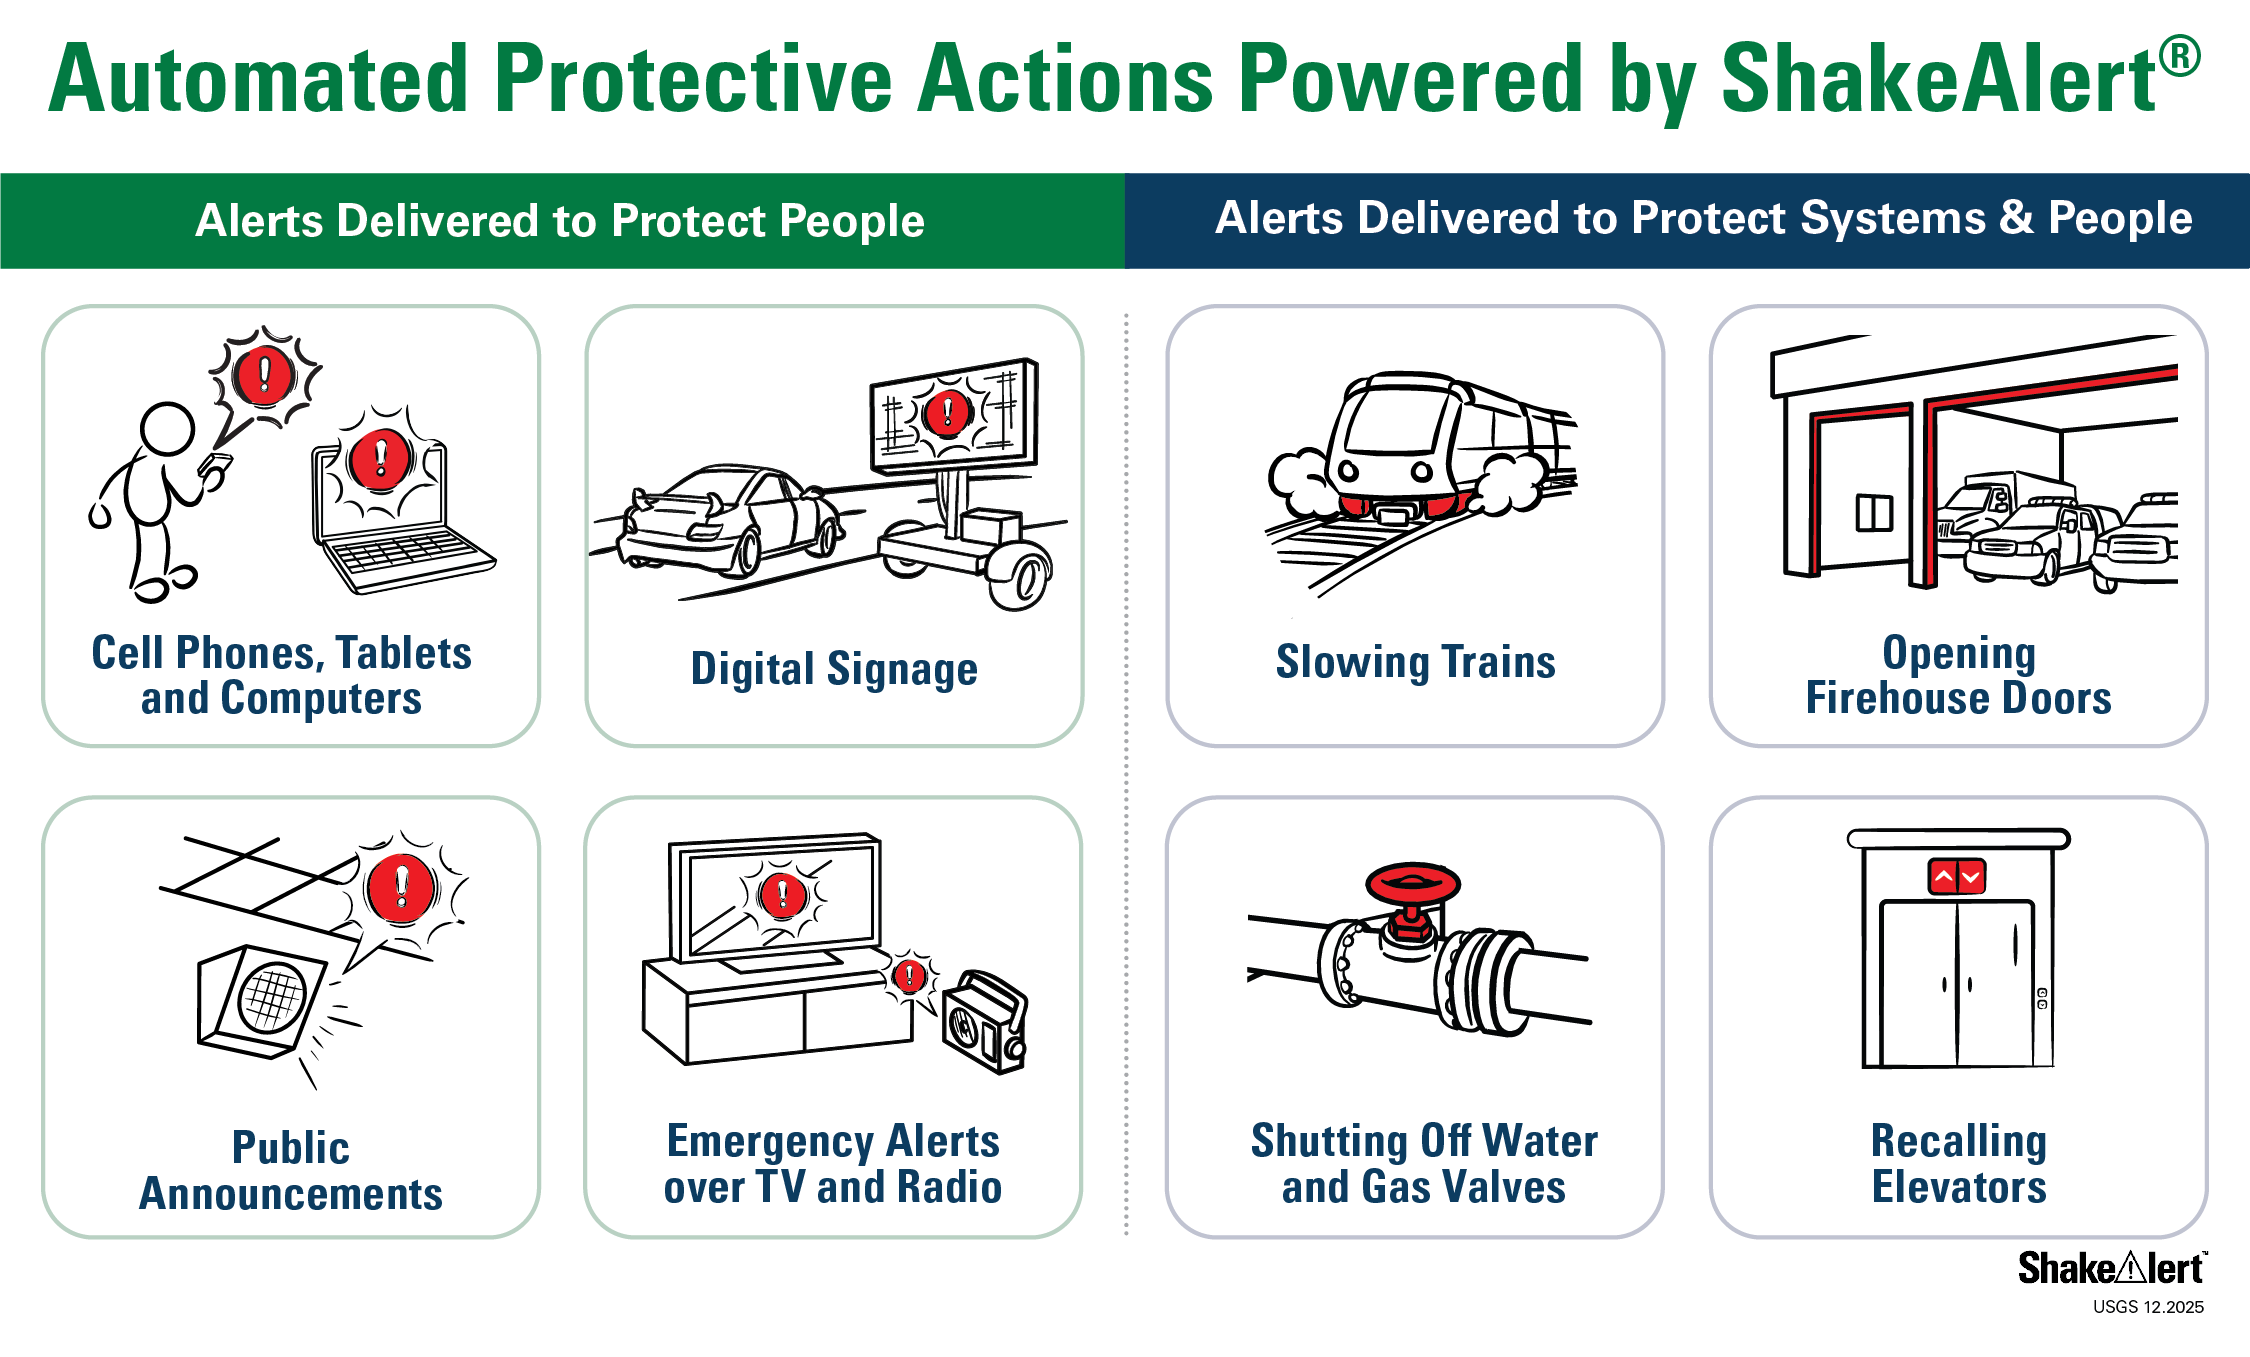 Automated Protective Actions Powered by ShakeAlert®
Alerts Delivered to Protect People
Alerts Delivered to Protect Systems & People
Cell Phones, Tablets
and Computers
Digital Signage
Slowing Trains
Opening
Firehouse Doors
Public
Announcements
Emergency Alerts
over TV and Radio
Shutting Off Water
and Gas Valves
Recalling
Elevators
ShakeAlert™
USGS 12.2025